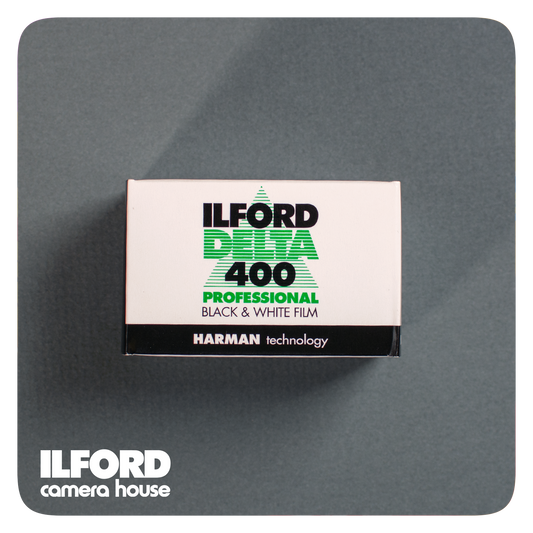 ILFORD
DELTA
400
PROFESSIONAL
BLACK & WHITE FILM
HARMAN technology
ILFORD
camera house